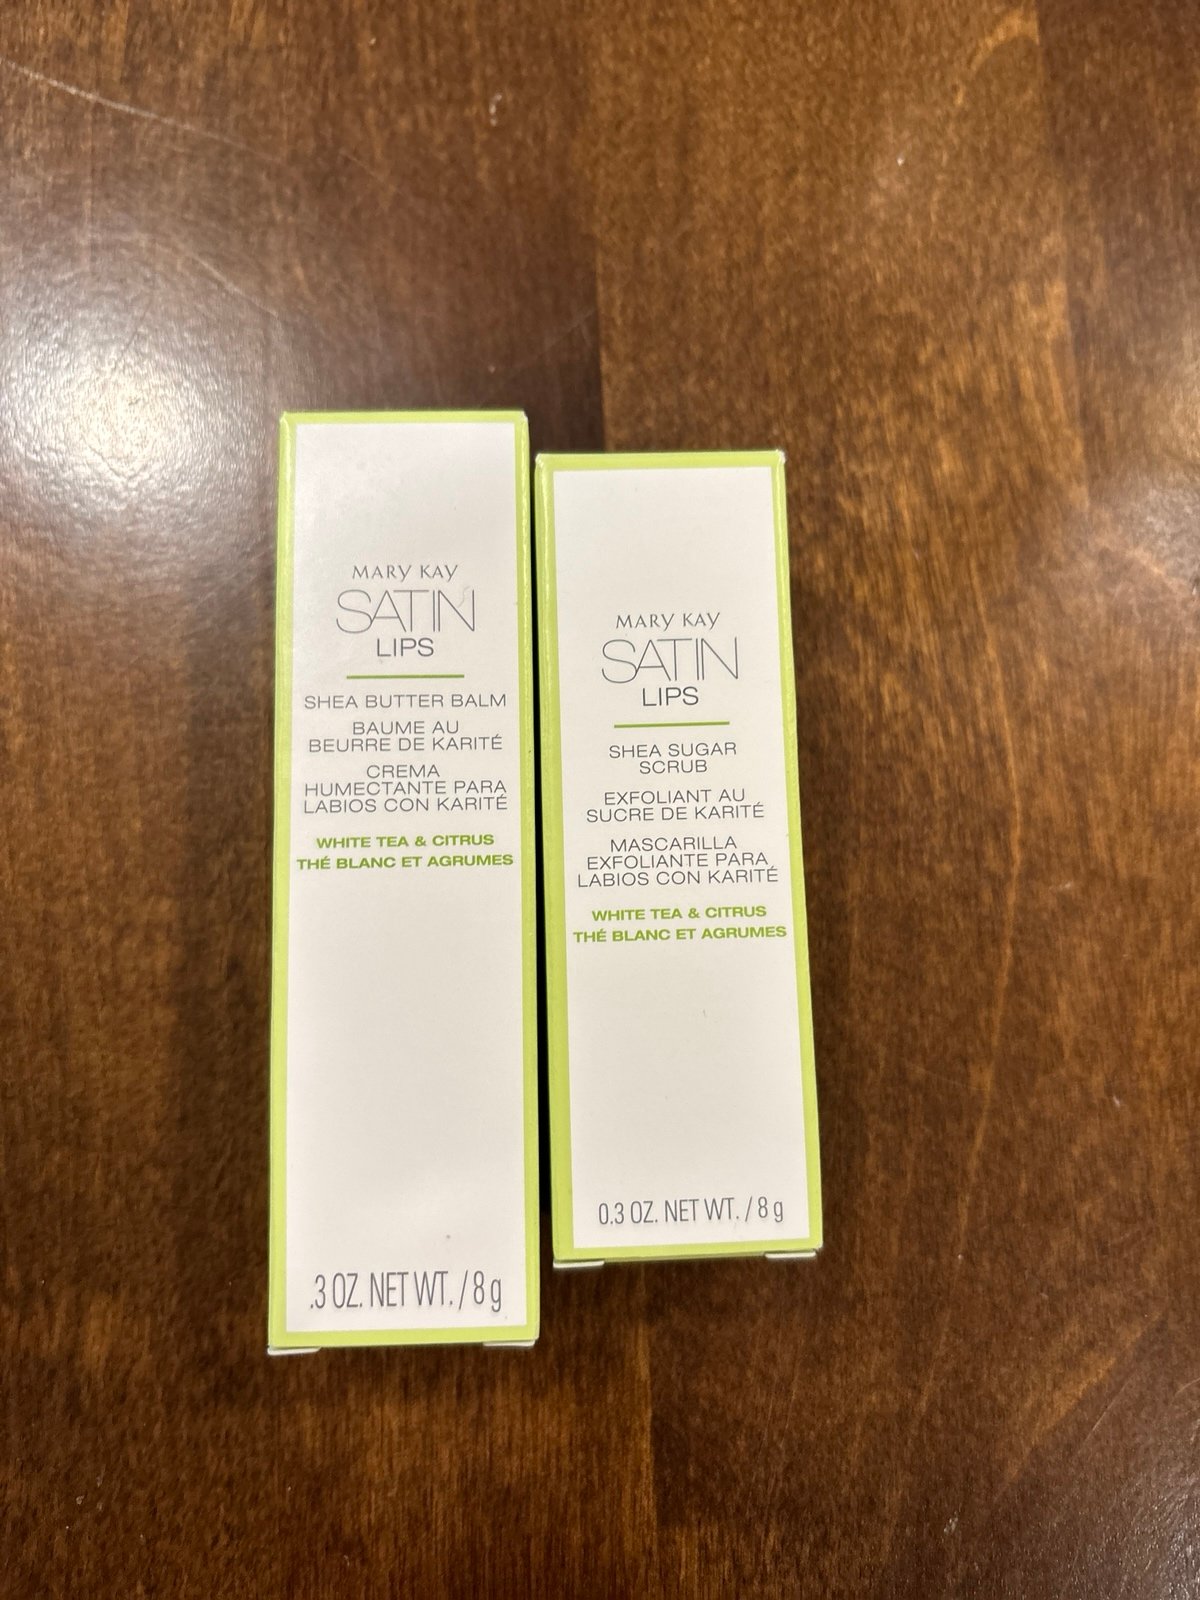 MARY KAY
SATIN
LIPS
SHEA BUTTER BALM
BAUME AU
BEURRE DE KARITÉ
CREMA
HUMECTANTE PARA
LABIOS CON KARITÉ
WHITE TEA & CITRUS
THÉ BLANC ET AGRUMES
.3 OZ. NET WT. / 8 g
MARY KAY
SATIN
LIPS
SHEA SUGAR
SCRUB
EXFOLIANT AU
SUCRE DE KARITÉ
MASCARILLA
EXFOLIANTE PARA
LABIOS CON KARITÉ
WHITE TEA & CITRUS
THÉ BLANC ET AGRUMES
0.3 OZ. NET WT. / 8 g